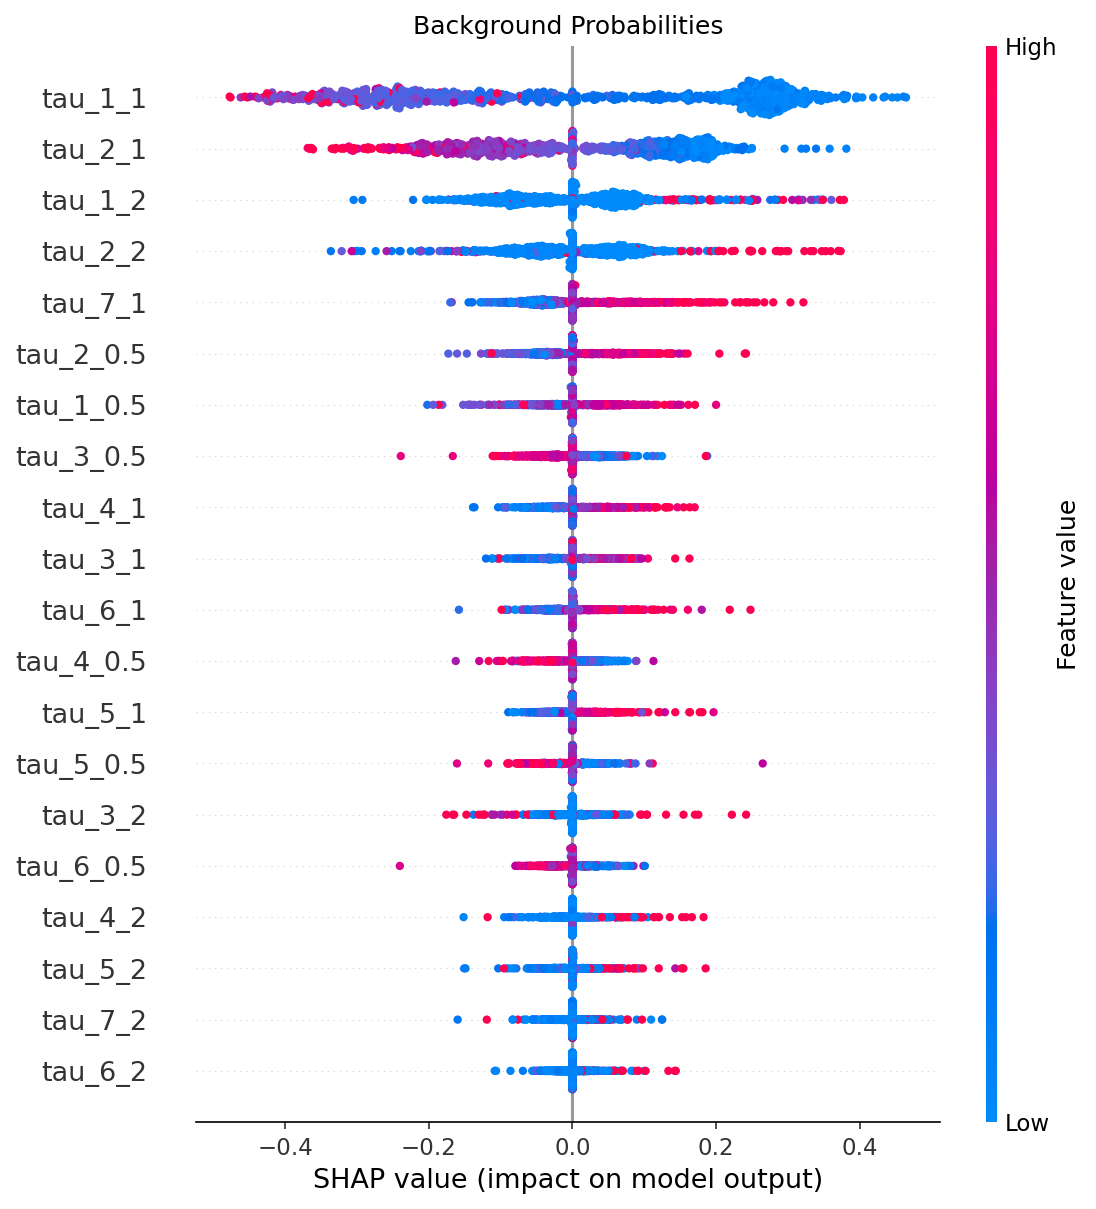 Background Probabilities
High
tau_1_1
tau_2_1
tau_1_2
tau_2_2
tau_7_1
tau_2_0.5
tau_1_0.5
tau_3_0.5
tau_4_1
tau_3_1
tau_6_1
tau_4_0.5
tau_5_1
tau_5_0.5
tau_3_2
tau_6_0.5
tau_4_2
tau_5_2
tau_7_2
tau_6_2
Feature value
Low
−0.4 −0.2 0.0 0.2 0.4
SHAP value (impact on model output)